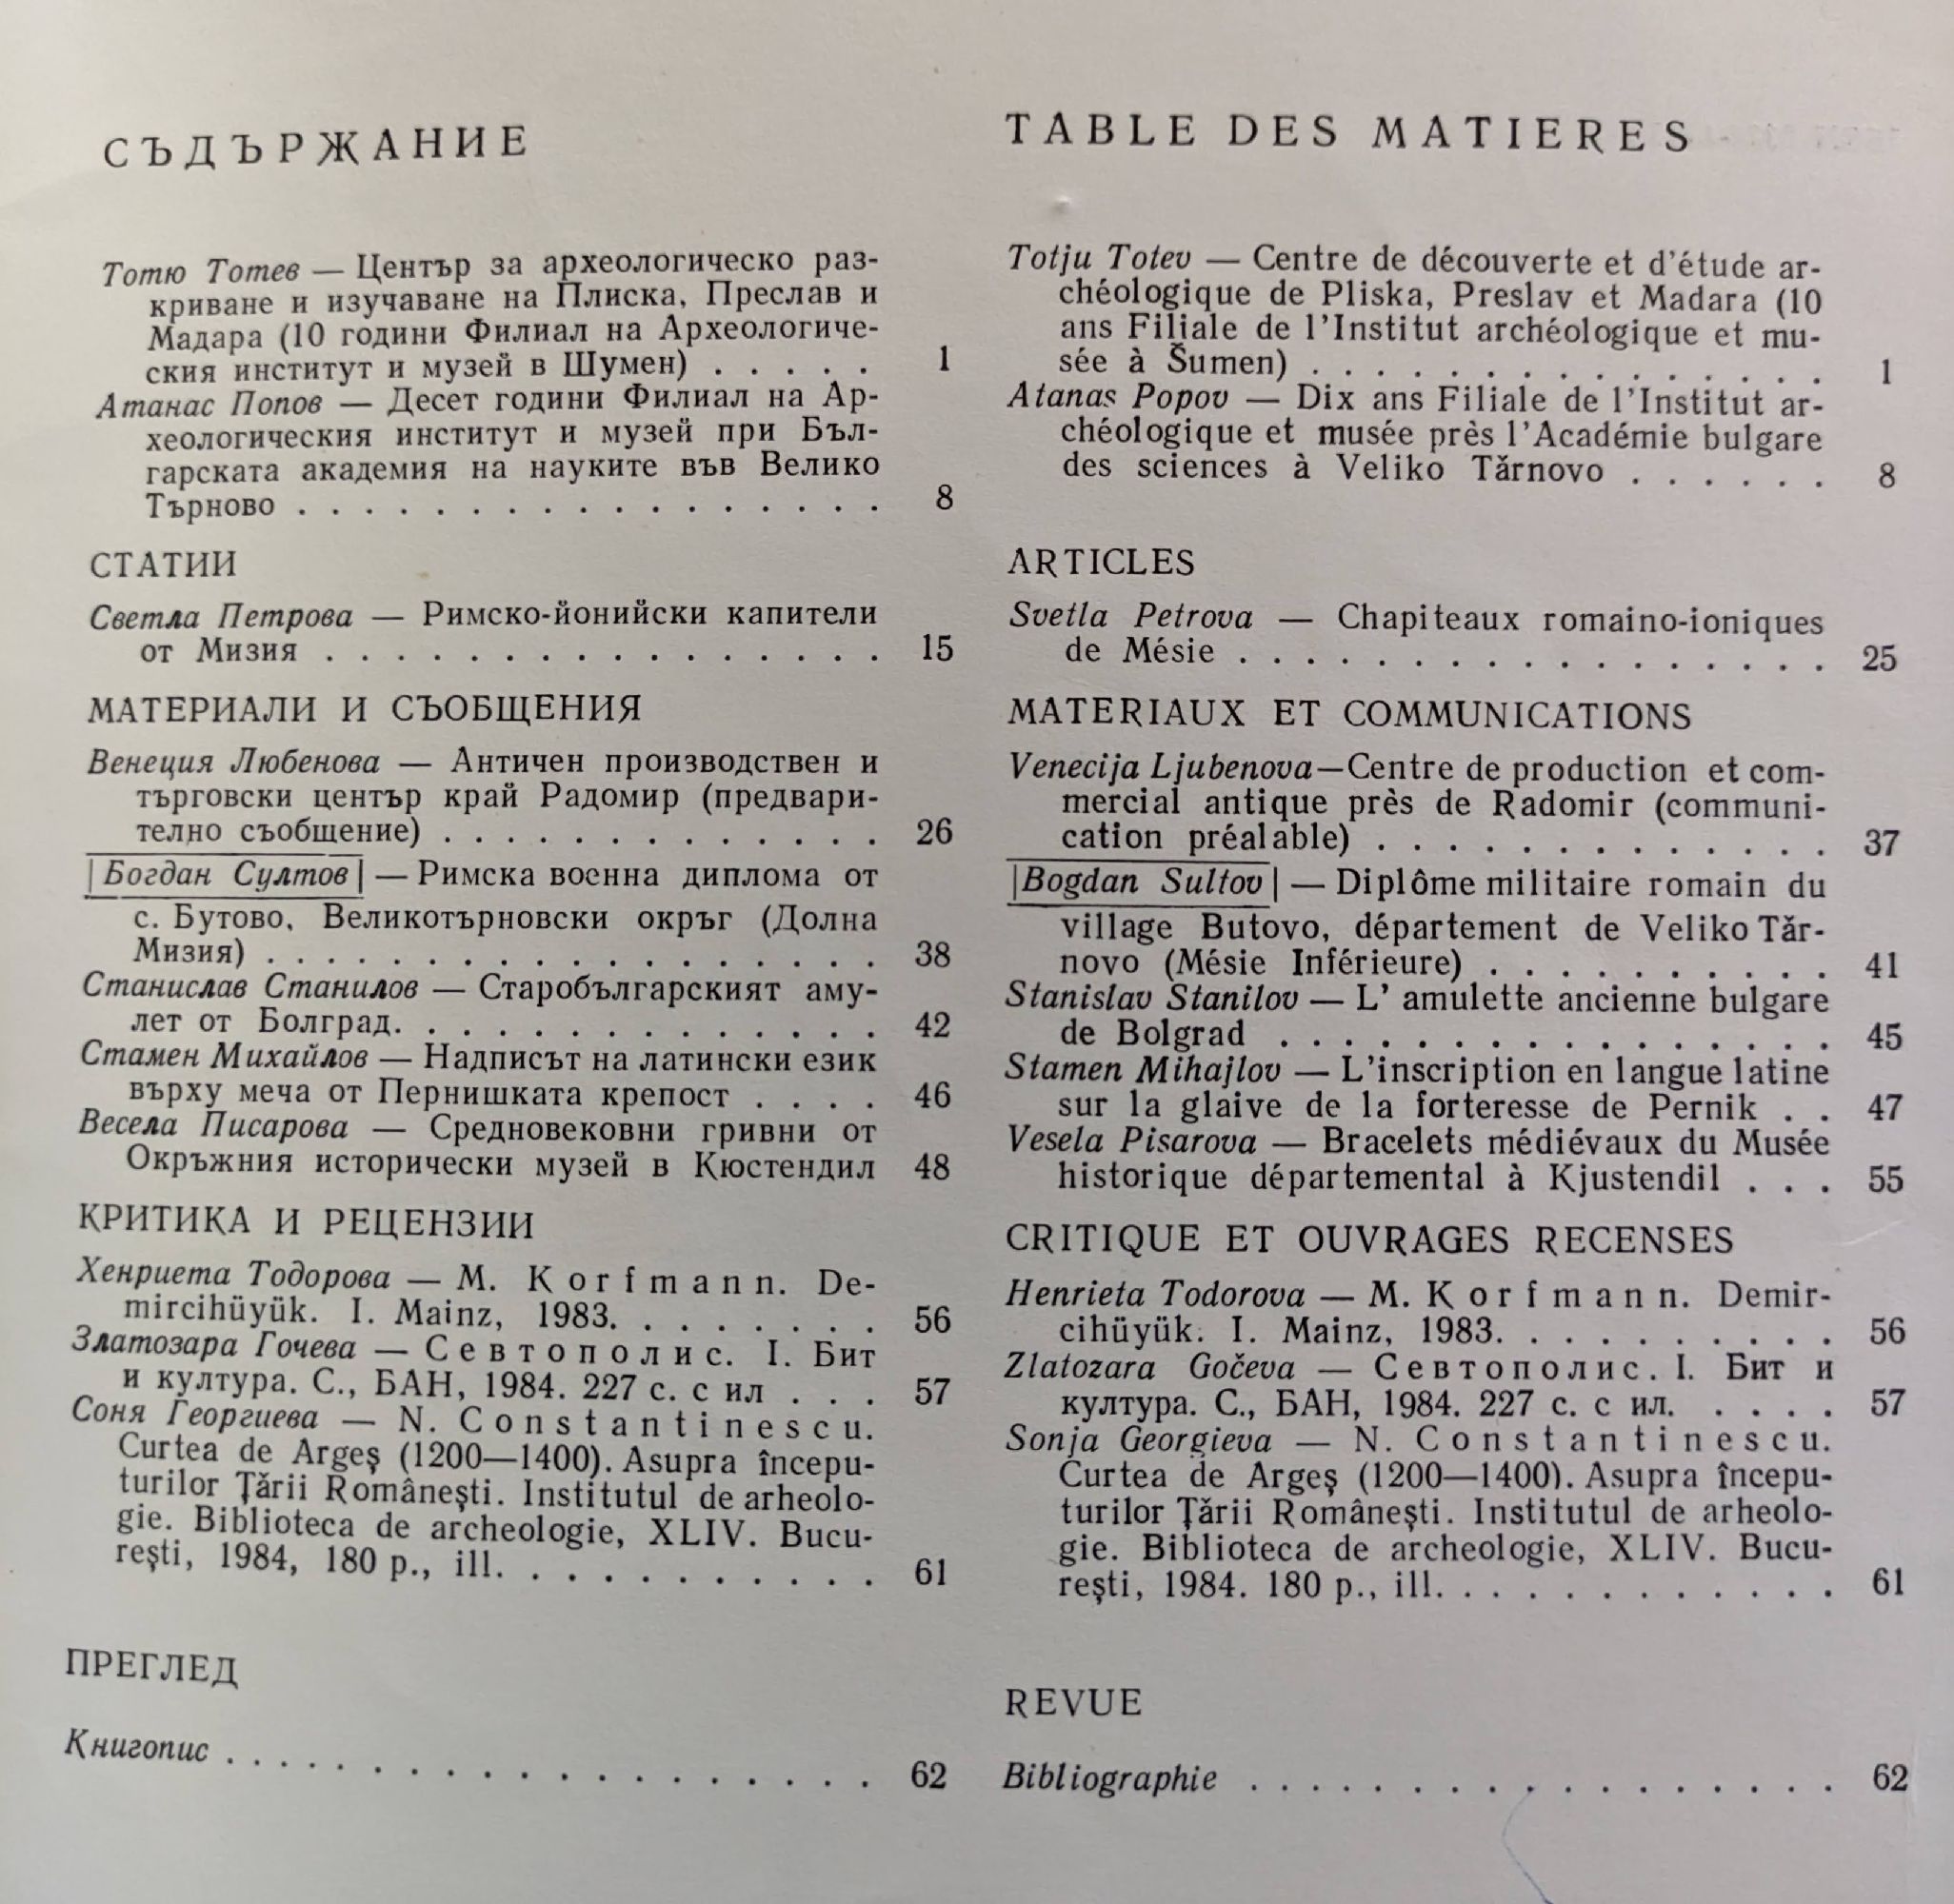 СЪДЪРЖАНИЕ
Тотю Тотев — Център за археологическо раз-
криване и изучаване на Плиска, Преслав и
Мадара (10 години Филиал на Археологиче-
ския институт и музей в Шумен) . . . . . 1
Атанас Попов — Десет години Филиал на Ар-
хеологическия институт и музей при Бъл-
гарската академия на науките във Велико
Търново . . . . . . . . . . . . . . . . . 8
СТАТИИ
Светла Петрова — Римско-йонийски капители
от Мизия . . . . . . . . . . . . . . . . 15
МАТЕРИАЛИ И СЪОБЩЕНИЯ
Венеция Любенова — Античен производствен и
търговски център край Радомир (предвари-
телно съобщение) . . . . . . . . . . . . . 26
|Богдан Султов| — Римска военна диплома от
с. Бутово, Великотърновски окръг (Долна
Мизия) . . . . . . . . . . . . . . . . . . 38
Станислав Станилов — Старобългарският аму-
лет от Болград. . . . . . . . . . . . . . 42
Стамен Михайлов — Надписът на латински език
върху меча от Пернишката крепост . . . . 46
Весела Писарова — Средновековни гривни от
Окръжния исторически музей в Кюстендил 48
КРИТИКА И РЕЦЕНЗИИ
Хенриета Тодорова — M. Korfmann. De-
mircihüyük. I. Mainz, 1983. . . . . . . . 56
Златозара Гочева — Севтополис. I. Бит
и култура. С., БАН, 1984. 227 с. с ил . . . 57
Соня Георгиева — N. Constantinescu.
Curtea de Argeş (1200—1400). Asupra începu-
turilor Ţării Româneşti. Institutul de arheolo-
gie. Biblioteca de archeologie, XLIV. Bucu-
reşti, 1984, 180 p., ill. . . . . . . . . . . 61
ПРЕГЛЕД
Книгопис . . . . . . . . . . . . . . . . . . 62
TABLE DES MATIERES
Totju Totev — Centre de découverte et d'étude ar-
chéologique de Pliska, Preslav et Madara (10
ans Filiale de l'Institut archéologique et mu-
sée à Šumen) . . . . . . . . . . . . . . . 1
Atanas Popov — Dix ans Filiale de l'Institut ar-
chéologique et musée près l'Académie bulgare
des sciences à Veliko Tărnovo . . . . . . 8
ARTICLES
Svetla Petrova — Chapiteaux romaino-ioniques
de Mésie . . . . . . . . . . . . . . . . . 25
MATERIAUX ET COMMUNICATIONS
Venecija Ljubenova—Centre de production et com-
mercial antique près de Radomir (communi-
cation préalable) . . . . . . . . . . . . . 37
|Bogdan Sultov| — Diplôme militaire romain du
village Butovo, département de Veliko Tăr-
novo (Mésie Inférieure) . . . . . . . . . . 41
Stanislav Stanilov — L' amulette ancienne bulgare
de Bolgrad . . . . . . . . . . . . . . . . 45
Stamen Mihajlov — L'inscription en langue latine
sur la glaive de la forteresse de Pernik . . 47
Vesela Pisarova — Bracelets médiévaux du Musée
historique départemental à Kjustendil . . . 55
CRITIQUE ET OUVRAGES RECENSES
Henrieta Todorova — M. Korfmann. Demir-
cihüyük. I. Mainz, 1983. . . . . . . . . . 56
Zlatozara Gočeva — Севтополис. I. Бит и
култура. С., БАН, 1984. 227 с. с ил. . . . . 57
Sonja Georgieva — N. Constantinescu.
Curtea de Argeş (1200—1400). Asupra începu-
turilor Ţării Româneşti. Institutul de arheolo-
gie. Biblioteca de archeologie, XLIV. Bucu-
reşti, 1984. 180 p., ill. . . . . . . . . . . . 61
REVUE
Bibliographie . . . . . . . . . . . . . . . . 62